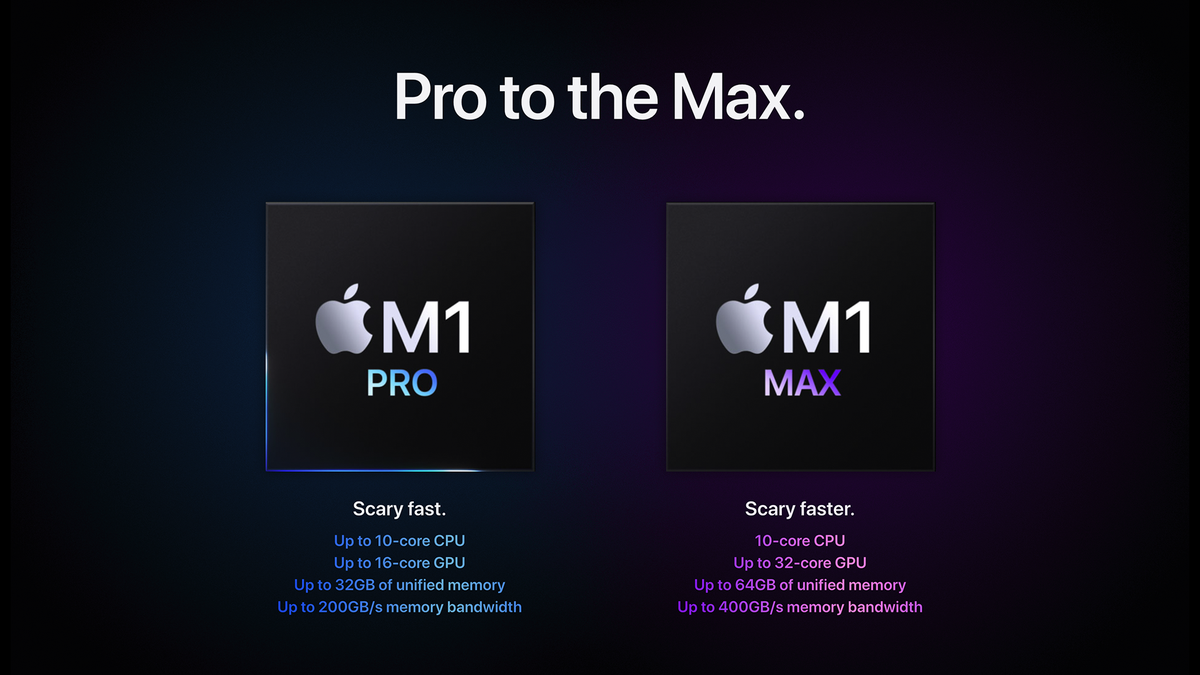 Pro to the Max.
M1
PRO
Scary fast.
Up to 10-core CPU
Up to 16-core GPU
Up to 32GB of unified memory
Up to 200GB/s memory bandwidth
M1
MAX
Scary faster.
10-core CPU
Up to 32-core GPU
Up to 64GB of unified memory
Up to 400GB/s memory bandwidth